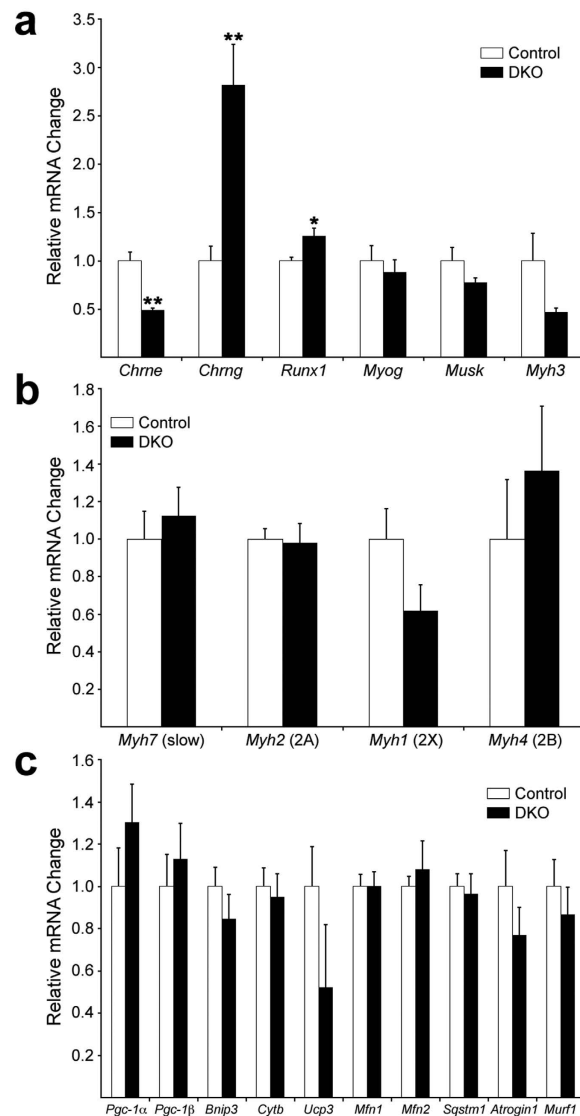 a
3.5
3.0
2.5
2.0
1.5
1.0
0.5
Relative mRNA Change
Control
DKO
**
**
*
Chrne Chrng Runx1 Myog Musk Myh3
b
1.8
1.6
1.4
1.2
1.0
0.8
0.6
0.4
0.2
Relative mRNA Change
Control
DKO
Myh7 (slow) Myh2 (2A) Myh1 (2X) Myh4 (2B)
c
1.6
1.4
1.2
1.0
0.8
0.6
0.4
0.2
Relative mRNA Change
Control
DKO
Pgc-1α Pgc-1β Bnip3 Cytb Ucp3 Mfn1 Mfn2 Sqstm1 Atrogin1 Murf1